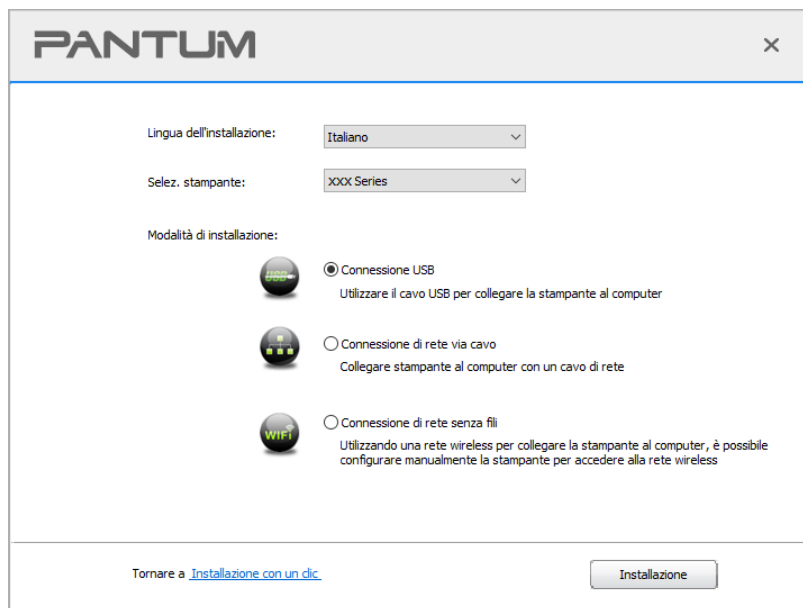 PANTUM
Lingua dell'installazione:
Italiano
Selez. stampante:
XXX Series
Modalità di installazione:
USB
Connessione USB
Utilizzare il cavo USB per collegare la stampante al computer
Connessione di rete via cavo
Collegare stampante al computer con un cavo di rete
WiFi
Connessione di rete senza fili
Utilizzando una rete wireless per collegare la stampante al computer, è possibile
configurare manualmente la stampante per accedere alla rete wireless
Tornare a Installazione con un clic
Installazione